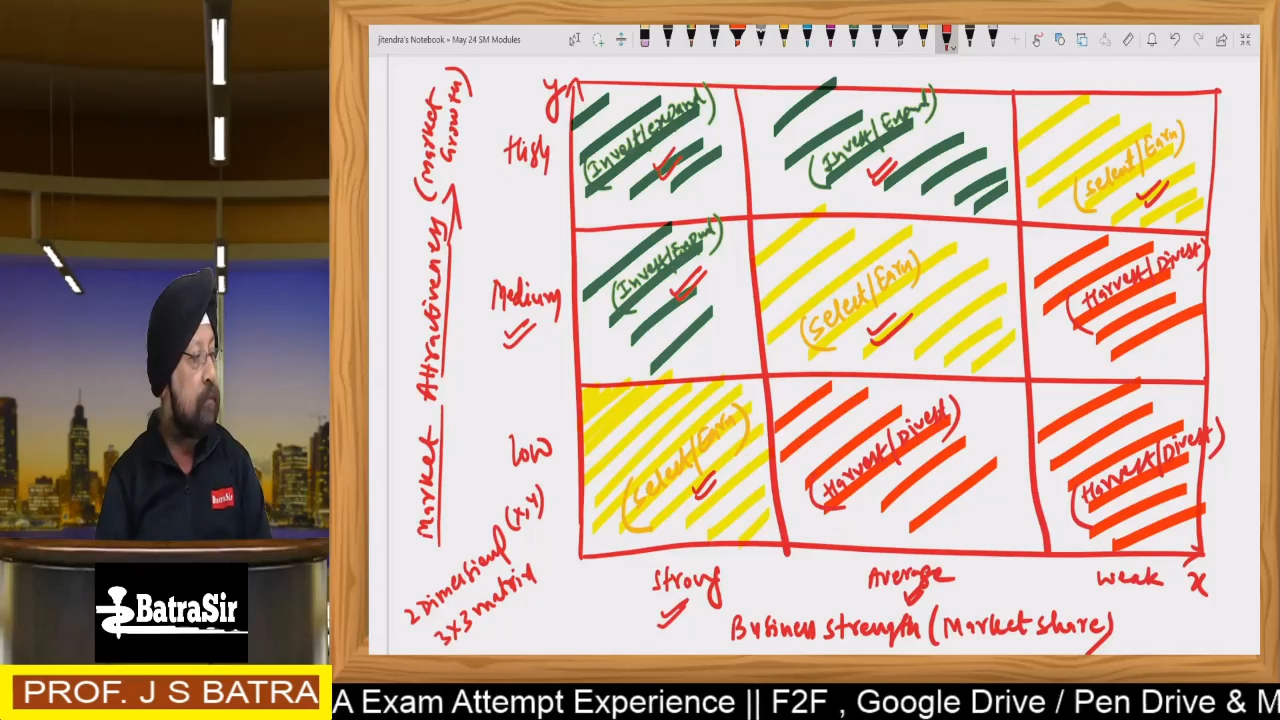 jitendra's Notebook » May 24 SM Modules
y
Market Attractiveness (Market Growth)
High
(Invest/expand)
(Invest/Expand)
(Select/Earn)
Medium
(Invest/Expand)
(Select/Earn)
(Harvest/Divest)
Low
(Select/Earn)
(Harvest/Divest)
(Harvest/Divest)
2 Dimensional (x,y)
3x3 matrix
Strong
Average
Weak
x
Business strength (Market share)
BatraSir
BatraSir
PROF. J S BATRA
A Exam Attempt Experience || F2F , Google Drive / Pen Drive & M